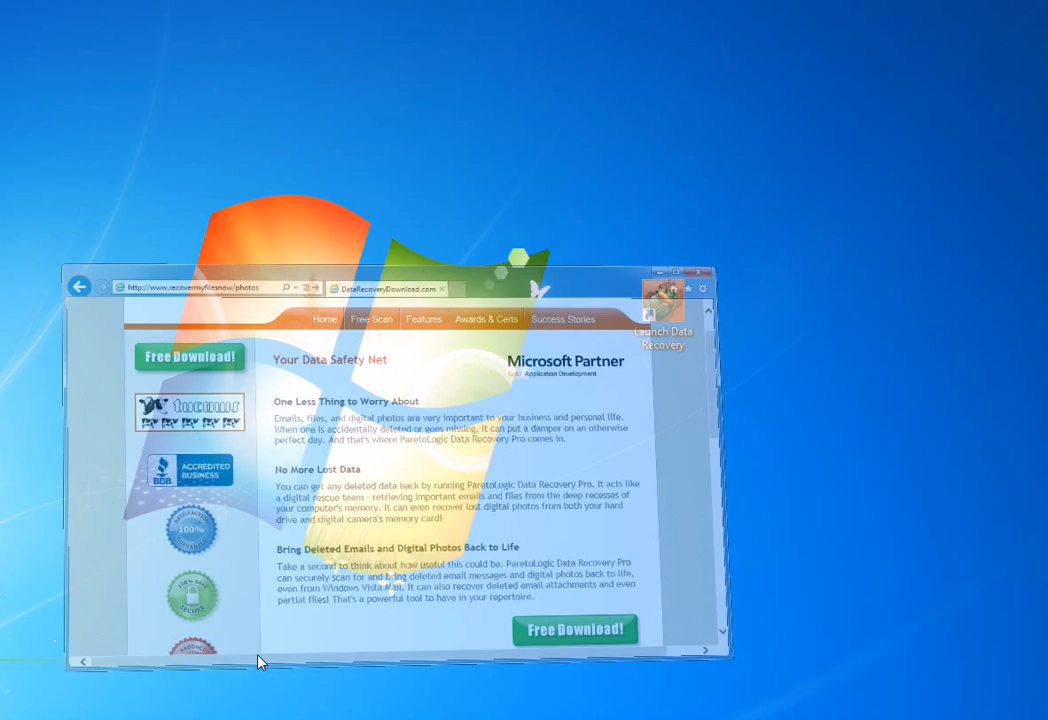 http://www.recovermyfilesnow/photos
DataRecoveryDownload.com
Home Free Scan Features Awards & Certs Success Stories
Launch Data
Recovery
Free Download!
Your Data Safety Net
Microsoft Partner
Gold Application Development
One Less Thing to Worry About
Emails, files, and digital photos are very important to your business and personal life.
When one is accidentally deleted or goes missing, it can put a damper on an otherwise
perfect day. And that's where ParetoLogic Data Recovery Pro comes in.
tucows
No More Lost Data
You can get any deleted data back by running ParetoLogic Data Recovery Pro. It acts like
a digital rescue team - retrieving important emails and files from the deep recesses of
your computer's memory. It can even recover lost digital photos from both your hard
drive and digital camera's memory card!
BBB
ACCREDITED
BUSINESS
SATISFACTION
100%
GUARANTEE
Bring Deleted Emails and Digital Photos Back to Life
Take a second to think about how useful this could be. ParetoLogic Data Recovery Pro
can securely scan for and bring deleted email messages and digital photos back to life,
even from Windows Vista Mail. It can also recover deleted email attachments and even
partial files! That's a powerful tool to have in your repertoire.
100% SAFE
SECURE
Free Download!
PRODUCT